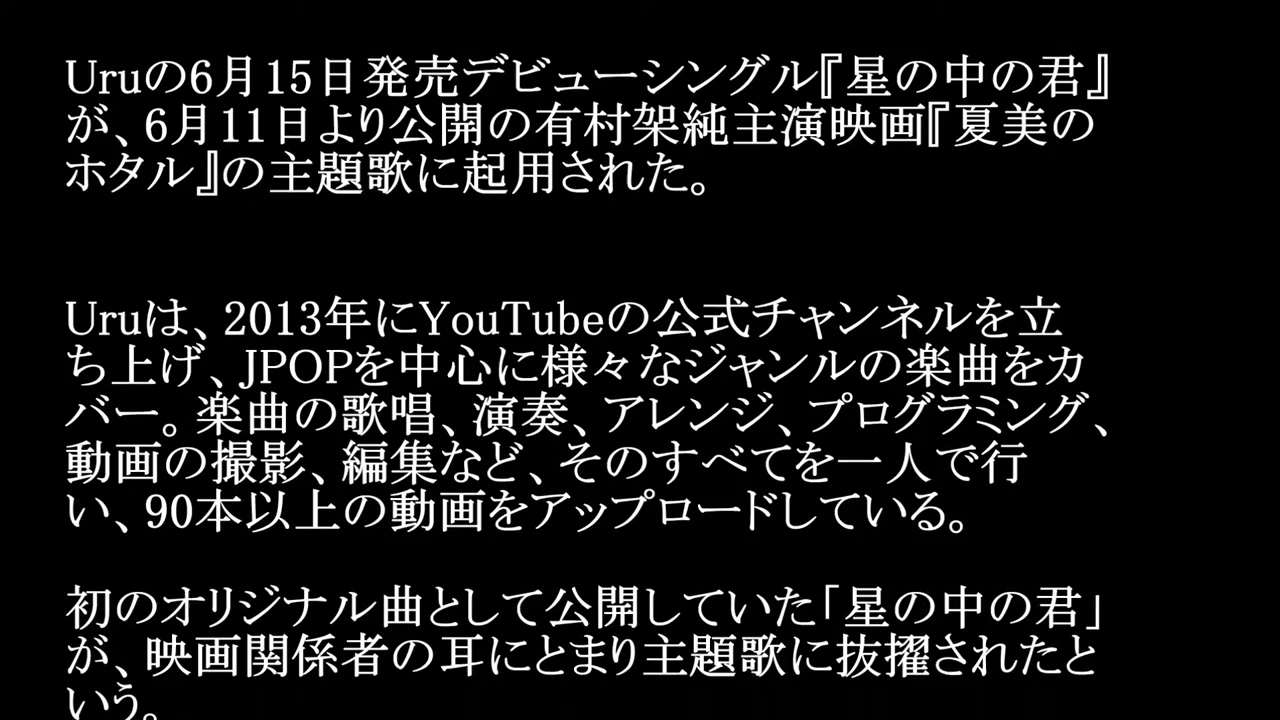 Uruの6月15日発売デビューシングル『星の中の君』
が、6月11日より公開の有村架純主演映画『夏美の
ホタル』の主題歌に起用された。
Uruは、2013年にYouTubeの公式チャンネルを立
ち上げ、JPOPを中心に様々なジャンルの楽曲をカ
バー。楽曲の歌唱、演奏、アレンジ、プログラミング、
動画の撮影、編集など、そのすべてを一人で行
い、90本以上の動画をアップロードしている。
初のオリジナル曲として公開していた「星の中の君」
が、映画関係者の耳にとまり主題歌に抜擢されたと
いう。